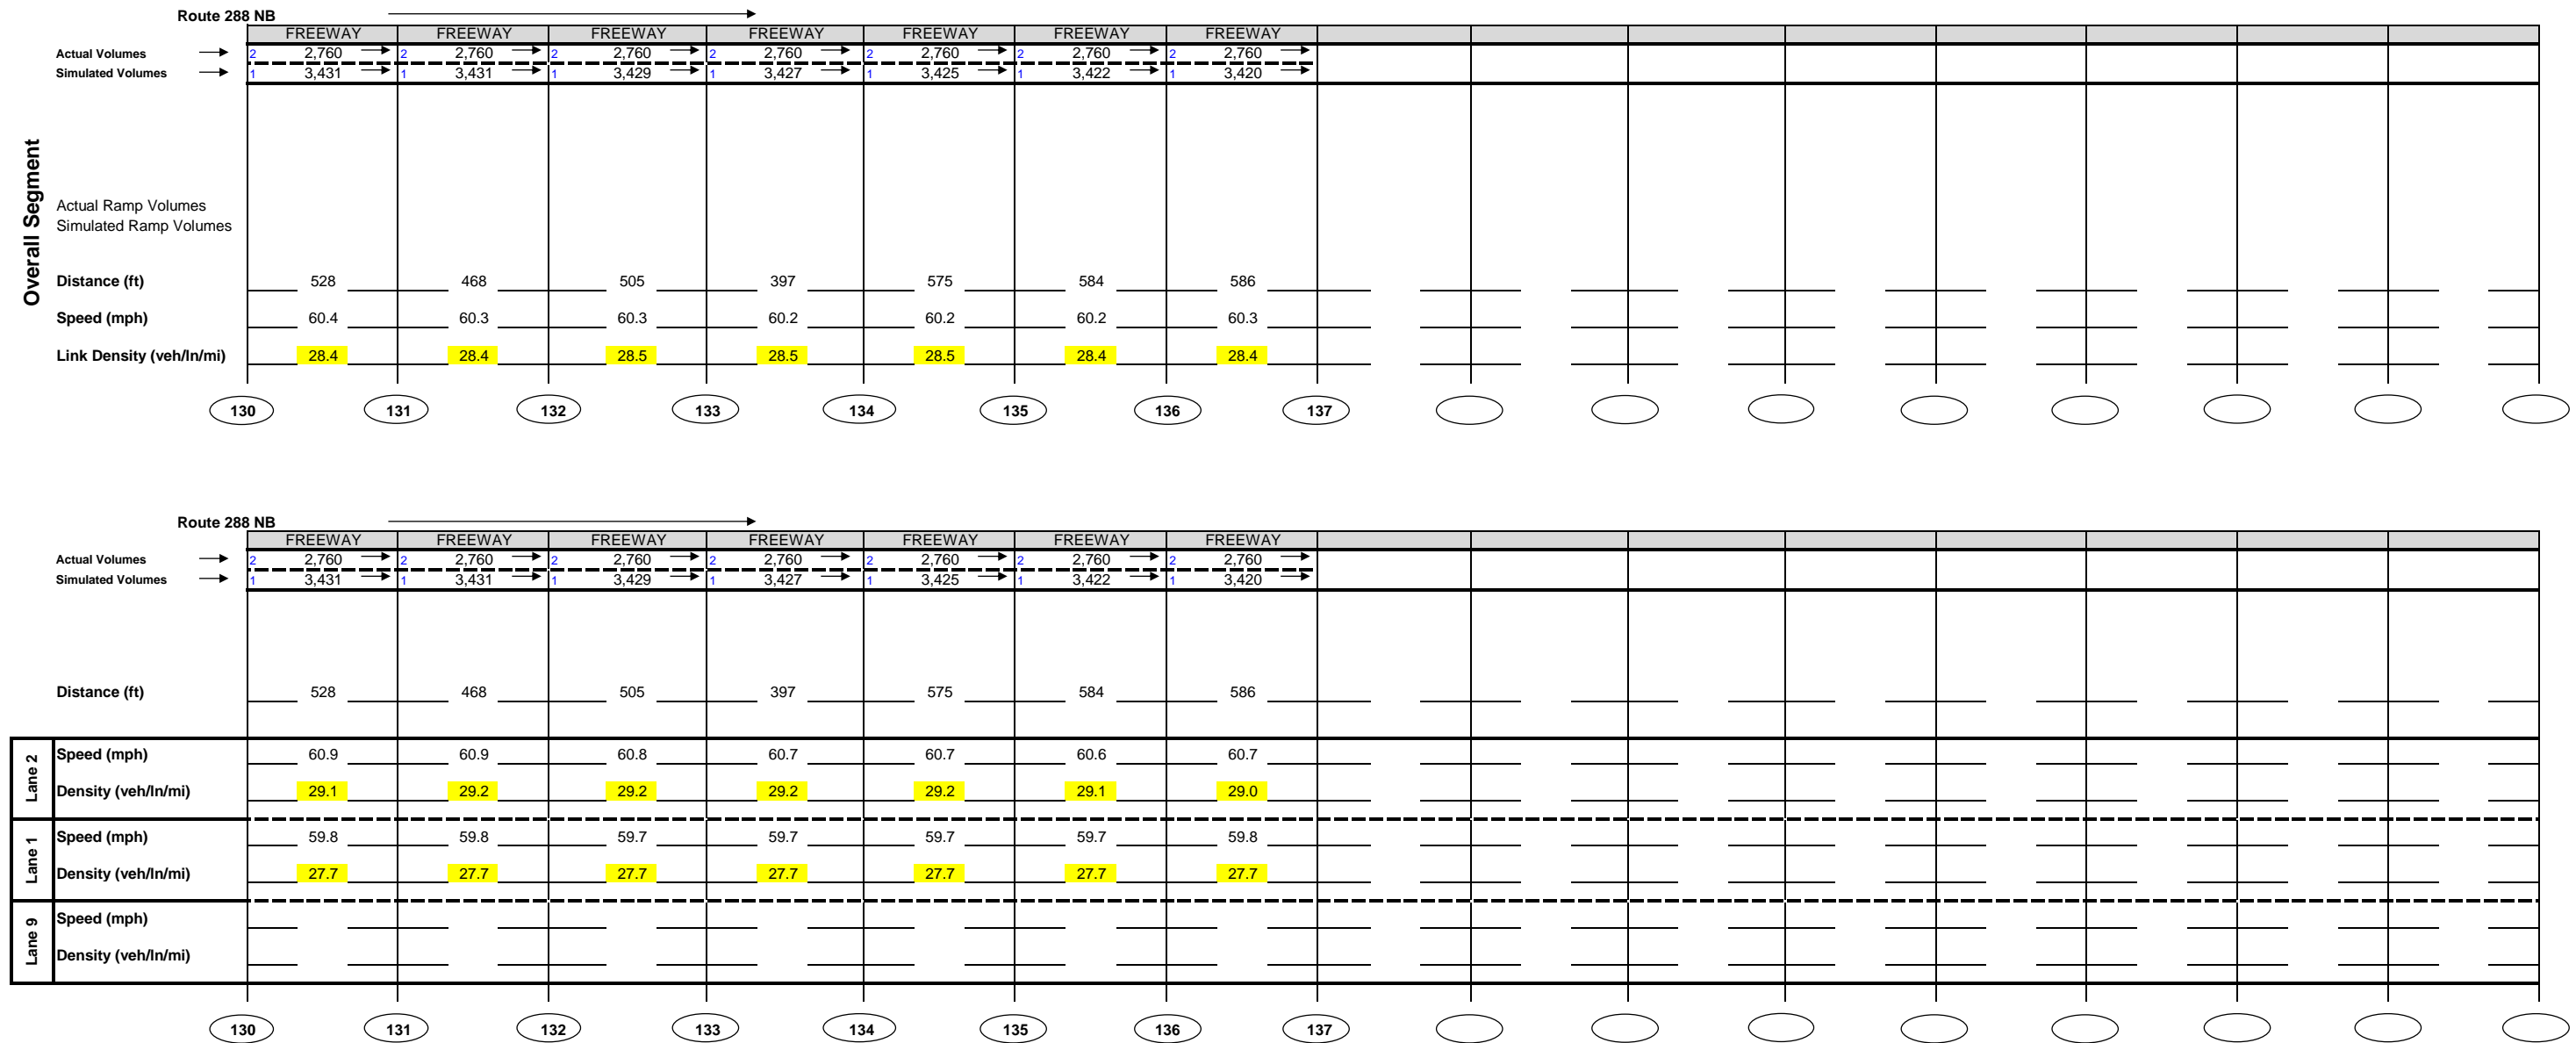 Route 288 NB
FREEWAY FREEWAY FREEWAY FREEWAY FREEWAY FREEWAY FREEWAY
Actual Volumes 2 2,760 2 2,760 2 2,760 2 2,760 2 2,760 2 2,760 2 2,760
Simulated Volumes 1 3,431 1 3,431 1 3,429 1 3,427 1 3,425 1 3,422 1 3,420
Overall Segment
Actual Ramp Volumes
Simulated Ramp Volumes
Distance (ft) 528 468 505 397 575 584 586
Speed (mph) 60.4 60.3 60.3 60.2 60.2 60.2 60.3
Link Density (veh/ln/mi) 28.4 28.4 28.5 28.5 28.5 28.4 28.4
130 131 132 133 134 135 136 137
Route 288 NB
FREEWAY FREEWAY FREEWAY FREEWAY FREEWAY FREEWAY FREEWAY
Actual Volumes 2 2,760 2 2,760 2 2,760 2 2,760 2 2,760 2 2,760 2 2,760
Simulated Volumes 1 3,431 1 3,431 1 3,429 1 3,427 1 3,425 1 3,422 1 3,420
Distance (ft) 528 468 505 397 575 584 586
Lane 2
Speed (mph) 60.9 60.9 60.8 60.7 60.7 60.6 60.7
Density (veh/ln/mi) 29.1 29.2 29.2 29.2 29.2 29.1 29.0
Lane 1
Speed (mph) 59.8 59.8 59.7 59.7 59.7 59.7 59.8
Density (veh/ln/mi) 27.7 27.7 27.7 27.7 27.7 27.7 27.7
Lane 9
Speed (mph)
Density (veh/ln/mi)
130 131 132 133 134 135 136 137